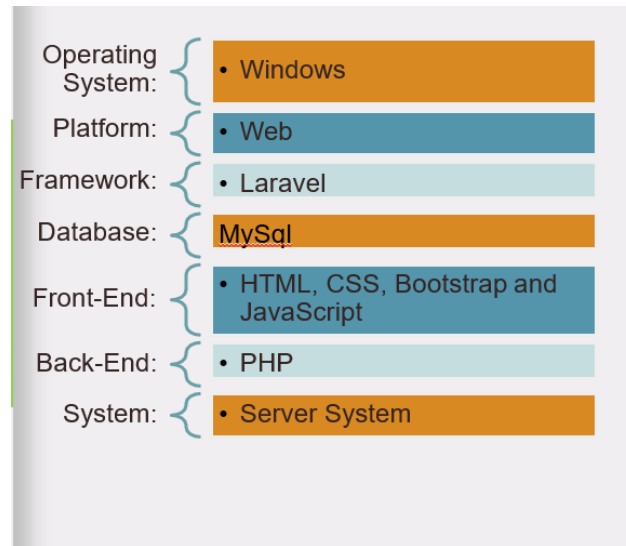 Operating
System:
• Windows
Platform:
• Web
Framework:
• Laravel
Database:
MySql
Front-End:
• HTML, CSS, Bootstrap and
JavaScript
Back-End:
• PHP
System:
• Server System